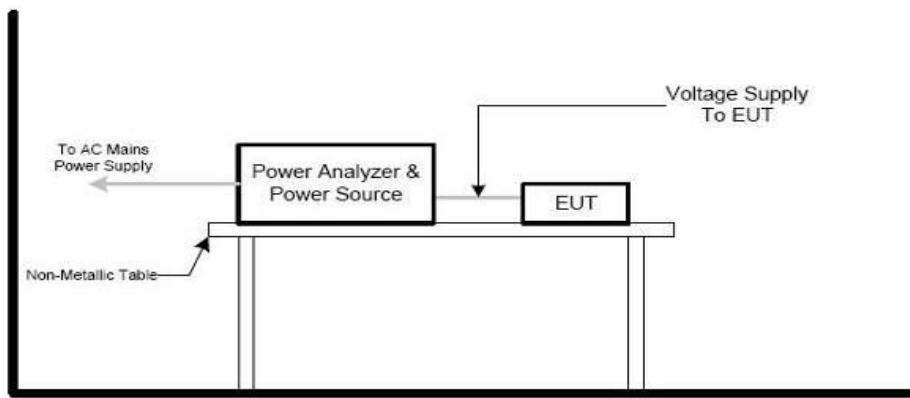 Voltage Supply
To EUT
To AC Mains
Power Supply
Power Analyzer &
Power Source
EUT
Non-Metallic Table